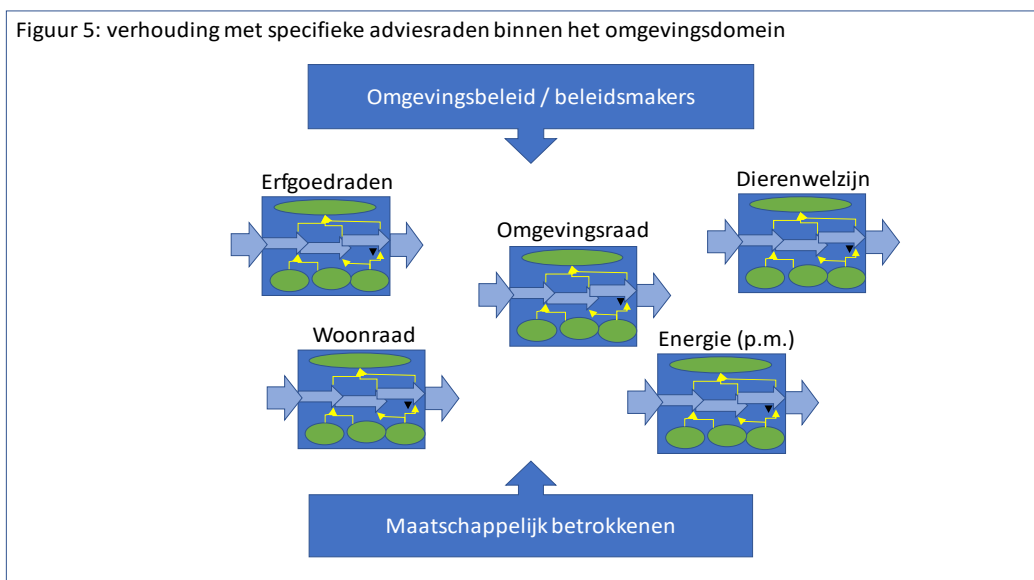 Figuur 5: verhouding met specifieke adviesraden binnen het omgevingsdomein
Omgevingsbeleid / beleidsmakers
Erfgoedraden
Dierenwelzijn
Omgevingsraad
Woonraad
Energie (p.m.)
Maatschappelijk betrokkenen